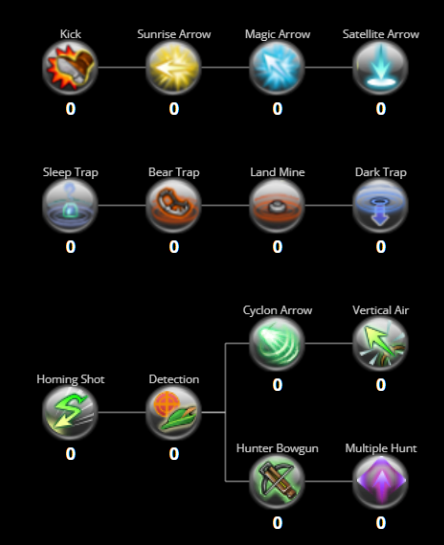 Kick Sunrise Arrow Magic Arrow Satellite Arrow
0 0 0 0
Sleep Trap Bear Trap Land Mine Dark Trap
0 0 0 0
Cyclon Arrow Vertical Air
0 0
Horning Shot Detection
0 0
Hunter Bowgun Multiple Hunt
0 0